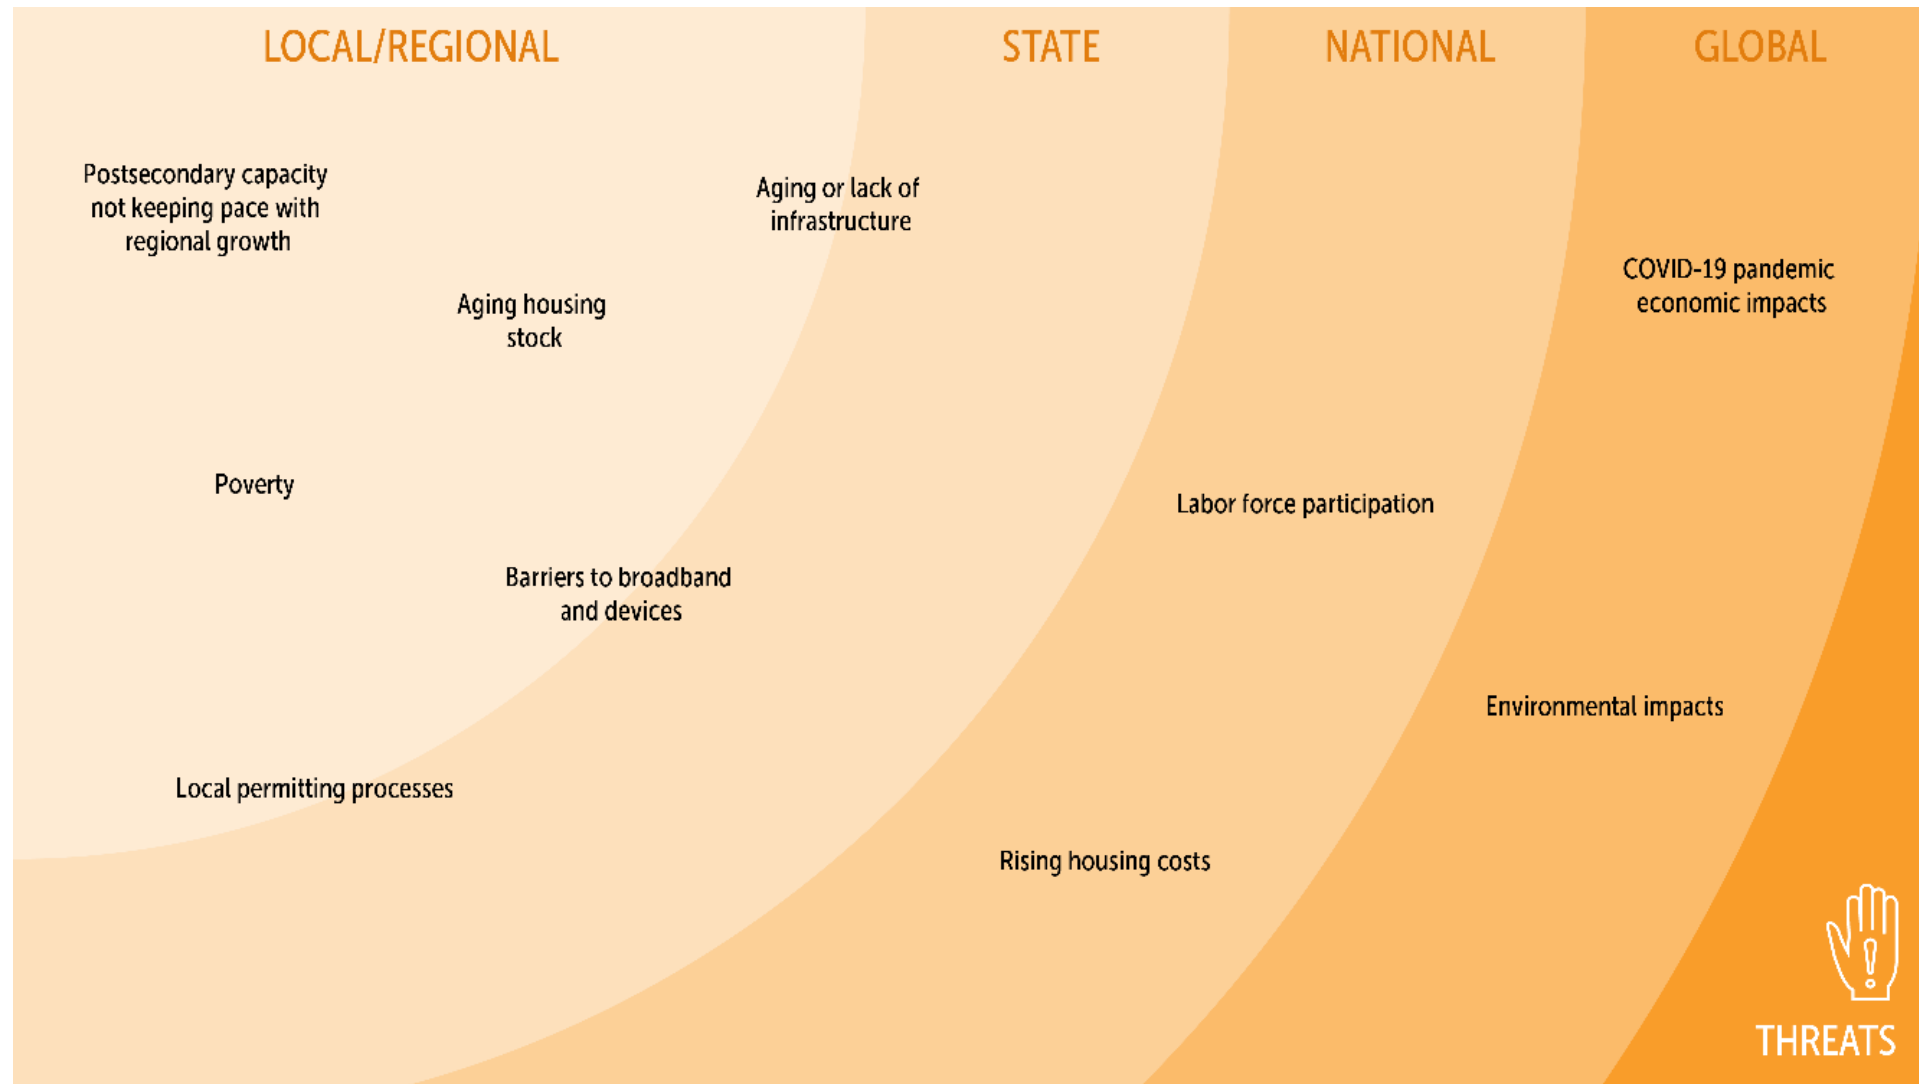 LOCAL/REGIONAL
STATE
NATIONAL
GLOBAL
Postsecondary capacity
not keeping pace with
regional growth
Aging or lack of
infrastructure
Aging housing
stock
COVID-19 pandemic
economic impacts
Poverty
Labor force participation
Barriers to broadband
and devices
Environmental impacts
Local permitting processes
Rising housing costs
THREATS